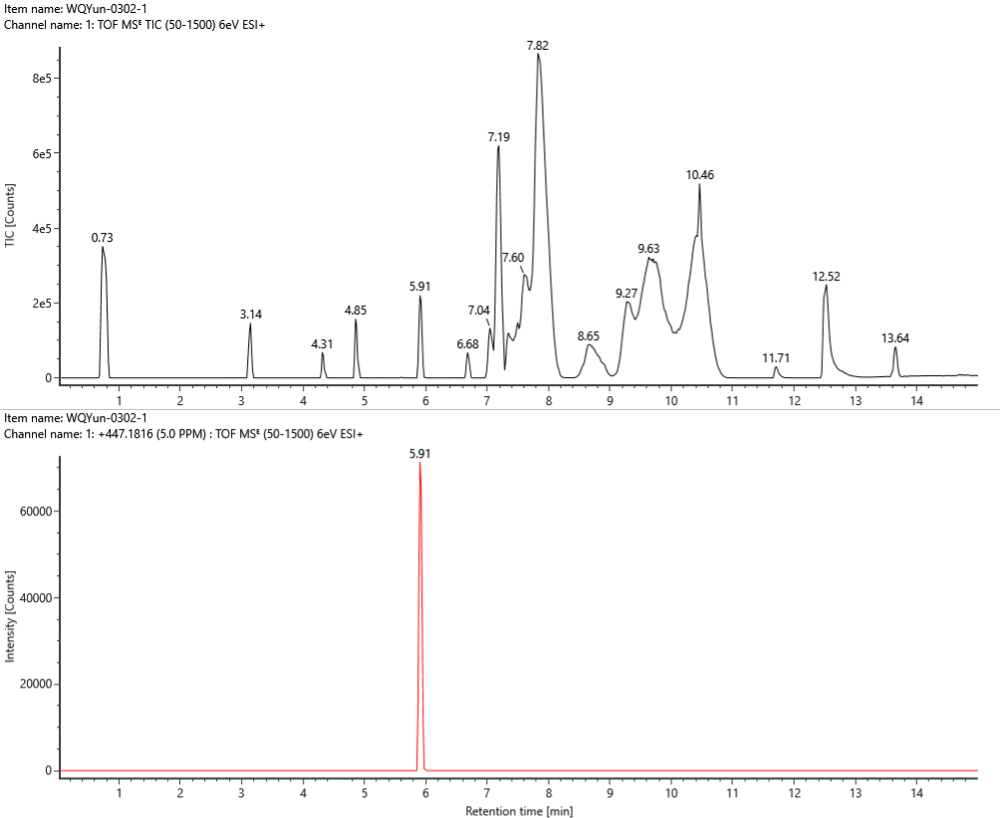 Item name: WQYun-0302-1
Channel name: 1: TOF MSᴱ TIC (50-1500) 6eV ESI+
7.82
8e5
7.19
6e5
10.46
TIC [Counts]
4e5
0.73
9.63
7.60
5.91
9.27
12.52
2e5
3.14
4.85
7.04
4.31
6.68
8.65
13.64
11.71
0
1 2 3 4 5 6 7 8 9 10 11 12 13 14
Item name: WQYun-0302-1
Channel name: 1: +447.1816 (5.0 PPM) : TOF MSᴱ (50-1500) 6eV ESI+
5.91
60000
Intensity [Counts]
40000
20000
0
1 2 3 4 5 6 7 8 9 10 11 12 13 14
Retention time [min]